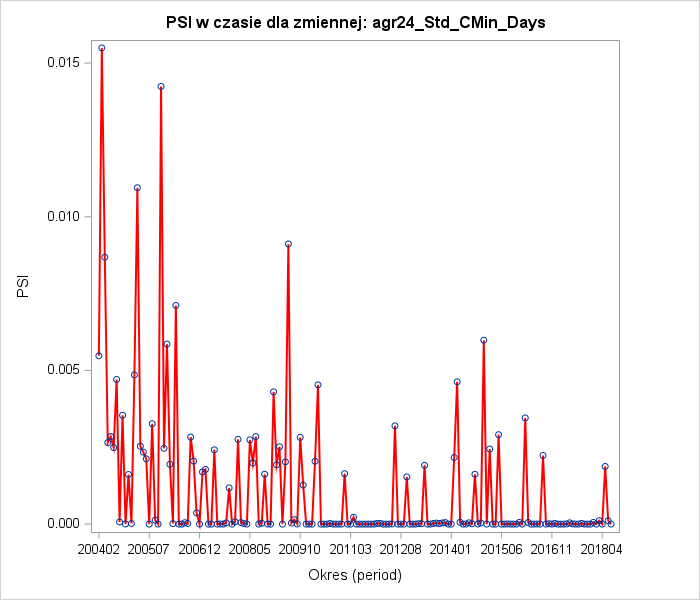 PSI w czasie dla zmiennej: agr24_Std_CMin_Days
0.015
0.010
0.005
0.000
PSI
200402 200507 200612 200805 200910 201103 201208 201401 201506 201611 201804
Okres (period)